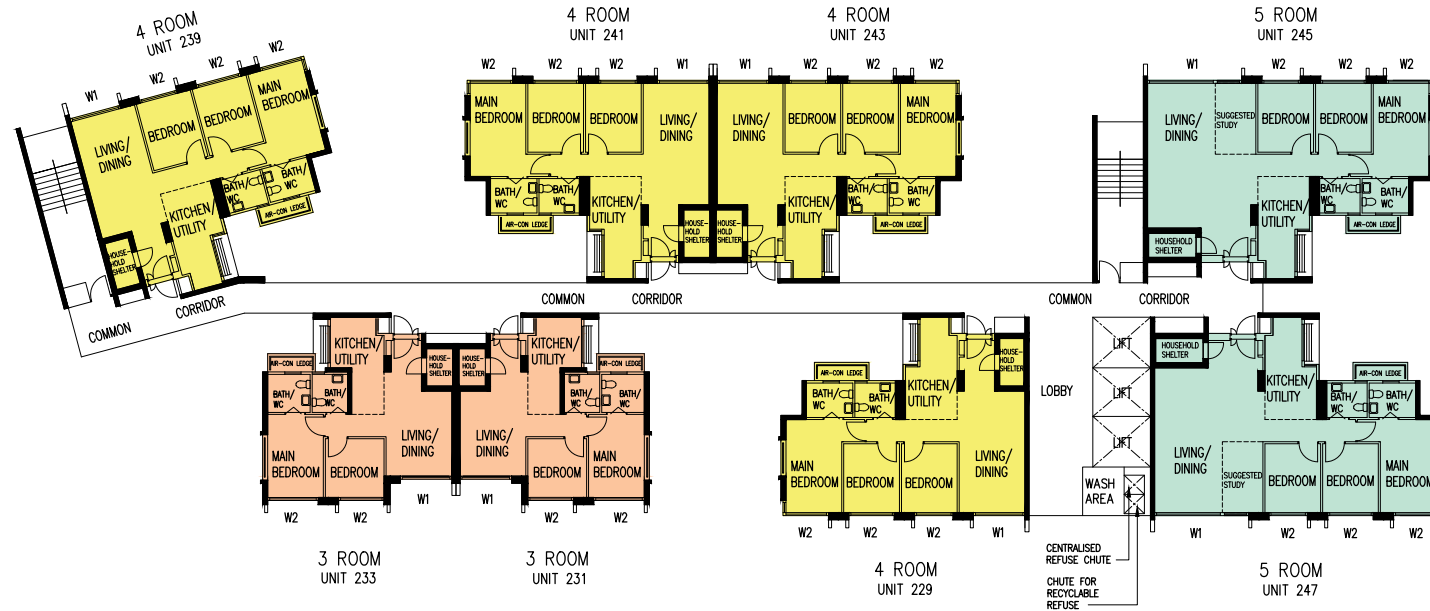 4 ROOM
UNIT 239
4 ROOM
UNIT 241
4 ROOM
UNIT 243
5 ROOM
UNIT 245
W1
W2
W2
W2
LIVING/
DINING
BEDROOM
BEDROOM
MAIN
BEDROOM
BATH/
WC
BATH/
WC
AIR-CON LEDGE
KITCHEN/
UTILITY
HOUSE-
HOLD
SHELTER
W2
W2
W2
W1
MAIN
BEDROOM
BEDROOM
BEDROOM
LIVING/
DINING
BATH/
WC
BATH/
WC
AIR-CON LEDGE
KITCHEN/
UTILITY
HOUSE-
HOLD
SHELTER
W1
W2
W2
W2
LIVING/
DINING
BEDROOM
BEDROOM
MAIN
BEDROOM
BATH/
WC
BATH/
WC
AIR-CON LEDGE
KITCHEN/
UTILITY
HOUSE-
HOLD
SHELTER
W1
W2
W2
W2
LIVING/
DINING
SUGGESTED
STUDY
BEDROOM
BEDROOM
MAIN
BEDROOM
BATH/
WC
BATH/
WC
AIR-CON LEDGE
KITCHEN/
UTILITY
HOUSEHOLD
SHELTER
COMMON
CORRIDOR
COMMON
CORRIDOR
COMMON
CORRIDOR
KITCHEN/
UTILITY
HOUSE-
HOLD
SHELTER
AIR-CON LEDGE
BATH/
WC
BATH/
WC
LIVING/
DINING
MAIN
BEDROOM
BEDROOM
W2
W2
W1
3 ROOM
UNIT 233
HOUSE-
HOLD
SHELTER
KITCHEN/
UTILITY
AIR-CON LEDGE
BATH/
WC
BATH/
WC
LIVING/
DINING
BEDROOM
MAIN
BEDROOM
W1
W2
W2
3 ROOM
UNIT 231
HOUSE-
HOLD
SHELTER
AIR-CON LEDGE
KITCHEN/
UTILITY
BATH/
WC
BATH/
WC
MAIN
BEDROOM
BEDROOM
BEDROOM
LIVING/
DINING
W2
W2
W2
W1
4 ROOM
UNIT 229
LOBBY
LIFT
LIFT
LIFT
WASH
AREA
CENTRALISED
REFUSE CHUTE
CHUTE FOR
RECYCLABLE
REFUSE
HOUSEHOLD
SHELTER
KITCHEN/
UTILITY
AIR-CON LEDGE
BATH/
WC
BATH/
WC
LIVING/
DINING
SUGGESTED
STUDY
BEDROOM
BEDROOM
MAIN
BEDROOM
W1
W2
W2
W2
5 ROOM
UNIT 247